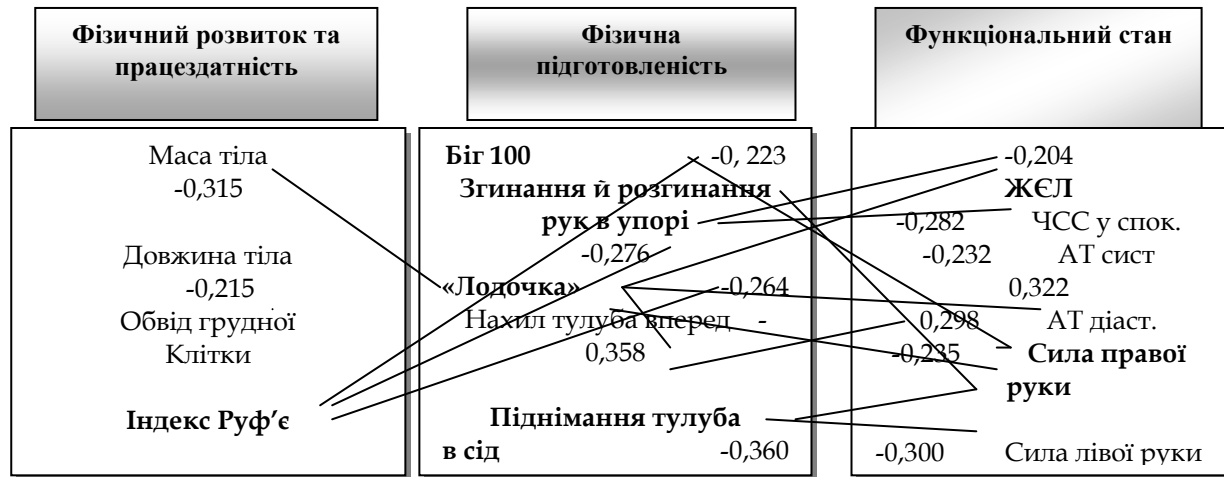 Фізичний розвиток та
працездатність
Фізична
підготовленість
Функціональний стан
Маса тіла
-0,315
Довжина тіла
-0,215
Обвід грудної
Клітки
Індекс Руф’є
Біг 100 -0, 223
Згинання й розгинання
рук в упорі
-0,276
«Лодочка» -0,264
Нахил тулуба вперед -
0,358
Піднімання тулуба
в сід -0,360
-0,204
ЖЄЛ
-0,282 ЧСС у спок.
-0,232 АТ сист
0,322
0,298 АТ діаст.
-0,235 Сила правої
руки
-0,300 Сила лівої руки